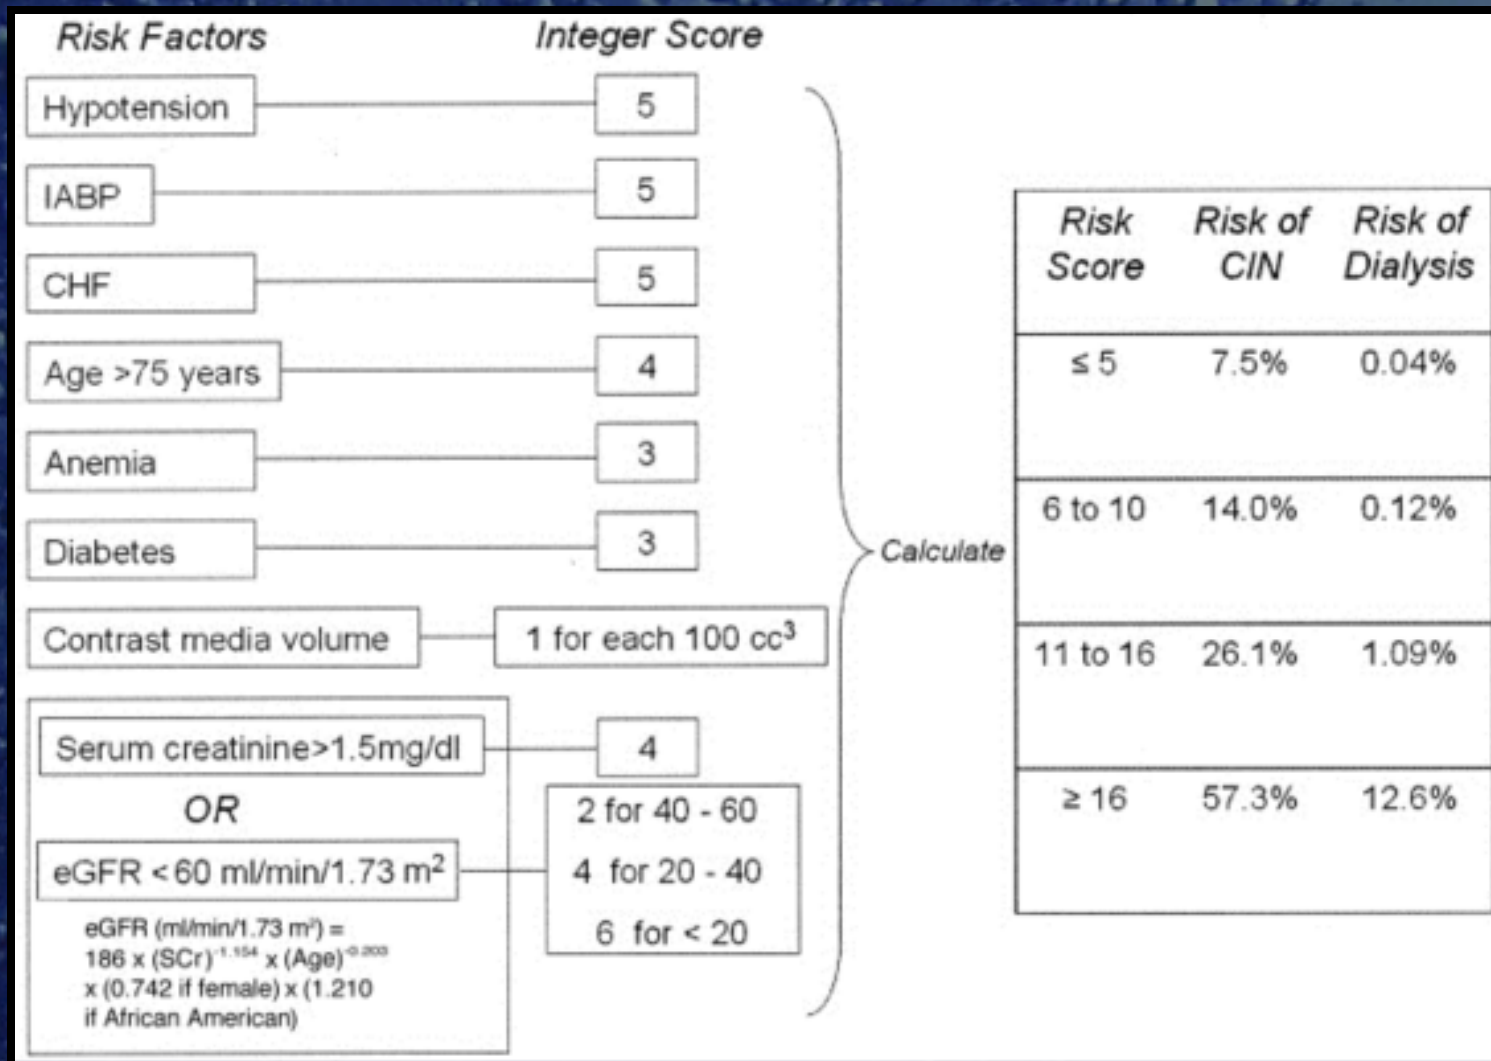 Risk Factors
Integer Score
Hypotension
5
IABP
5
CHF
5
Age >75 years
4
Anemia
3
Diabetes
3
Contrast media volume
1 for each 100 cc³
Serum creatinine>1.5mg/dl
4
OR
eGFR <60 ml/min/1.73 m²
2 for 40 - 60
4 for 20 - 40
6 for < 20
eGFR (ml/min/1.73 m²) =
186 x (SCr)⁻¹·¹⁵⁴ x (Age)⁻⁰·²⁰³
x (0.742 if female) x (1.210
if African American)
Calculate
Risk Score
Risk of CIN
Risk of Dialysis
≤ 5 7.5% 0.04%
6 to 10 14.0% 0.12%
11 to 16 26.1% 1.09%
≥ 16 57.3% 12.6%